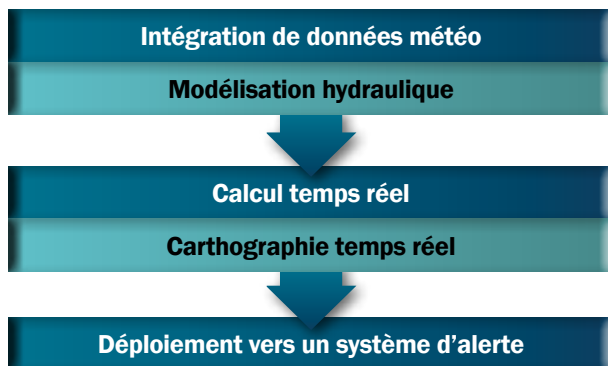 Intégration de données météo
Modélisation hydraulique
Calcul temps réel
Carthographie temps réel
Déploiement vers un système d’alerte